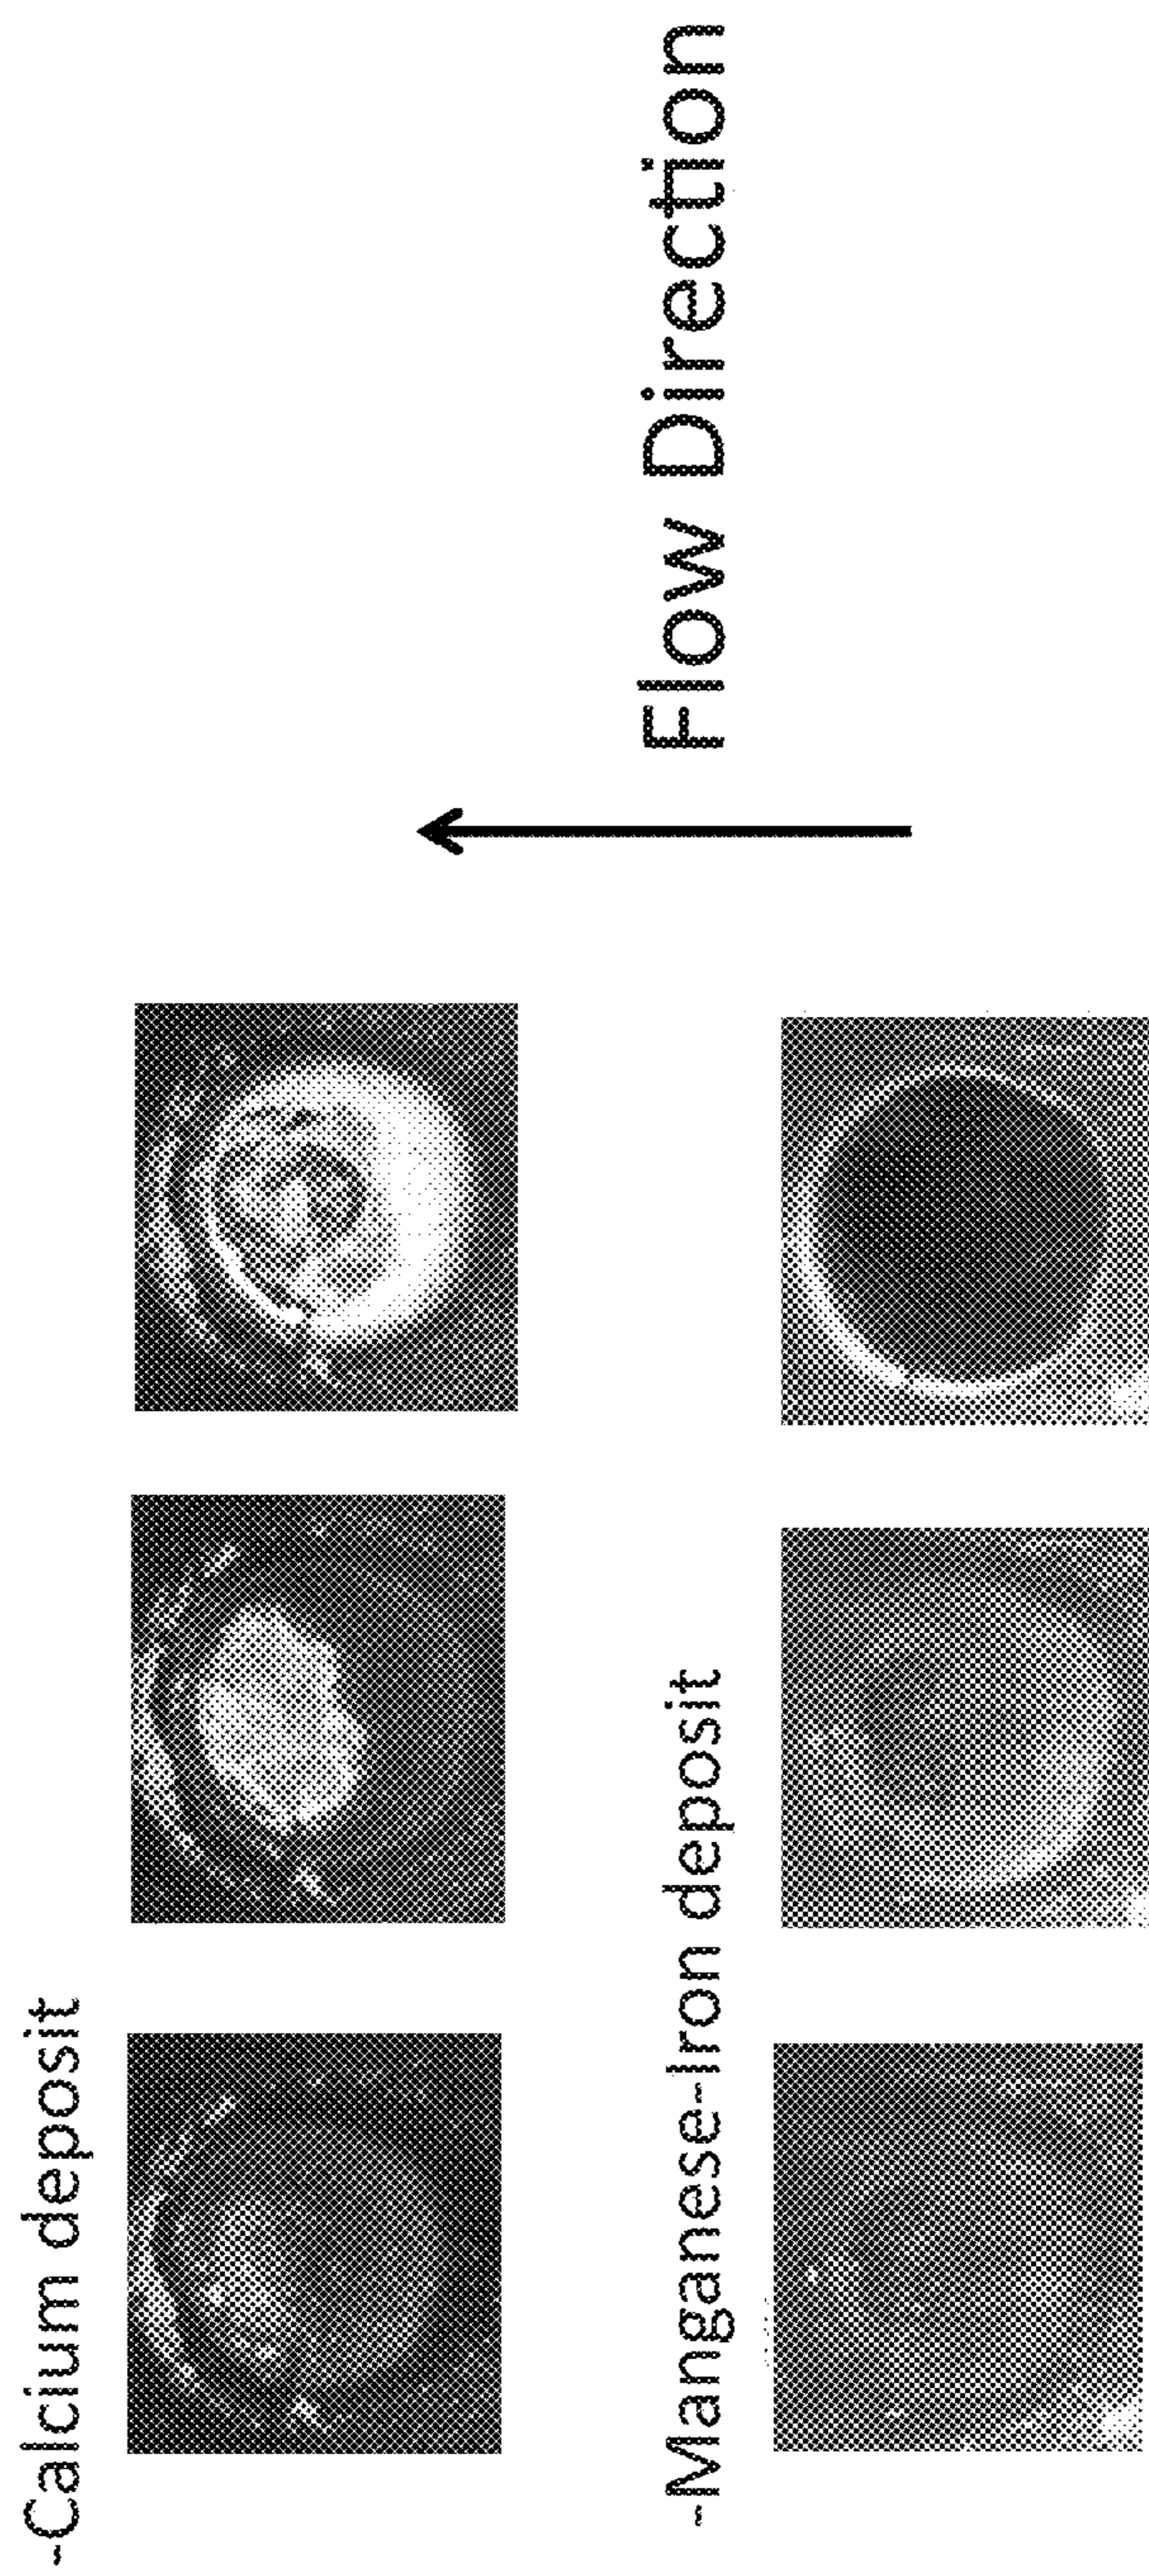 -Calcium deposit
-Manganese-Iron deposit
Flow Direction